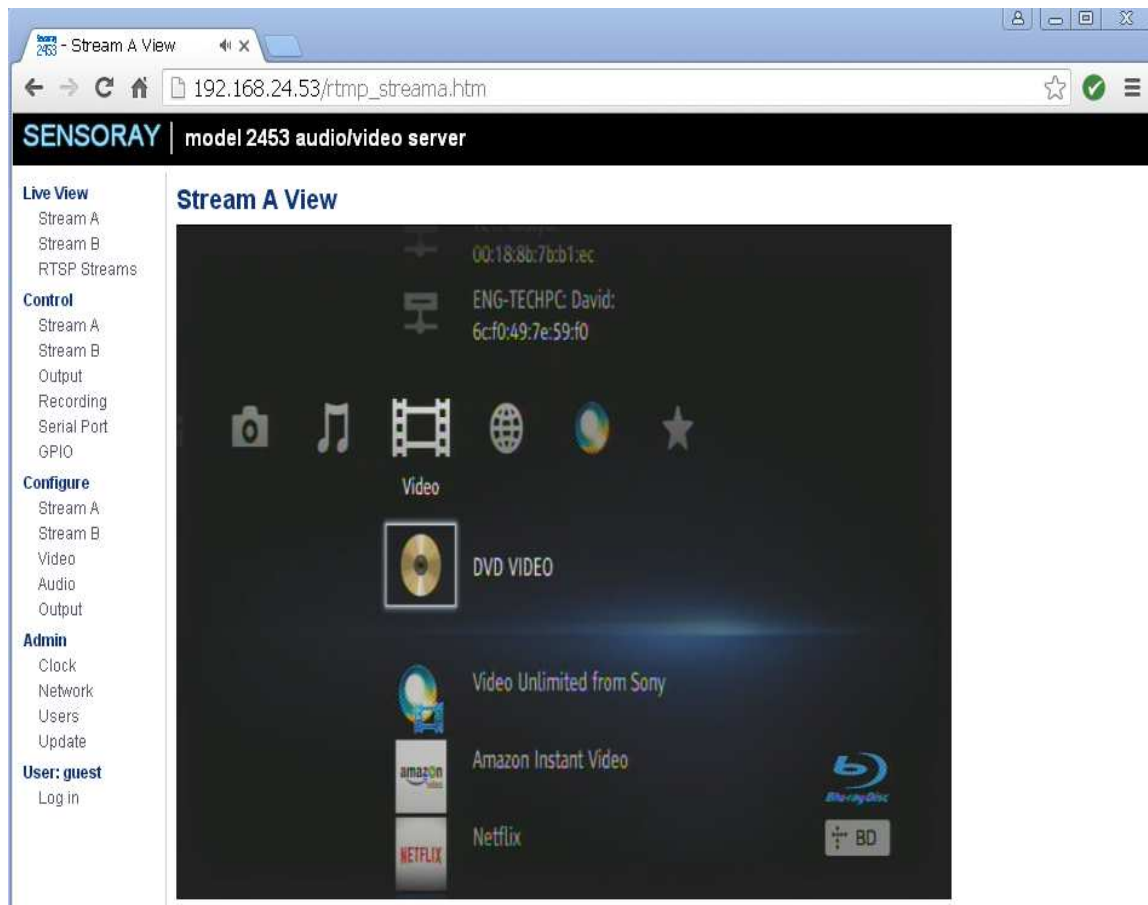 2453 - Stream A View
192.168.24.53/rtmp_streama.htm
SENSORAY | model 2453 audio/video server
Live View
Stream A
Stream B
RTSP Streams
Control
Stream A
Stream B
Output
Recording
Serial Port
GPIO
Configure
Stream A
Stream B
Video
Audio
Output
Admin
Clock
Network
Users
Update
User: guest
Log in
Stream A View
00:18:8b:7b:b1:ec
ENG-TECHPC: David:
6c:f0:49:7e:59:f0
Video
DVD VIDEO
Video Unlimited from Sony
amazon
Amazon Instant Video
NETFLIX
Netflix
Blu-ray Disc
BD